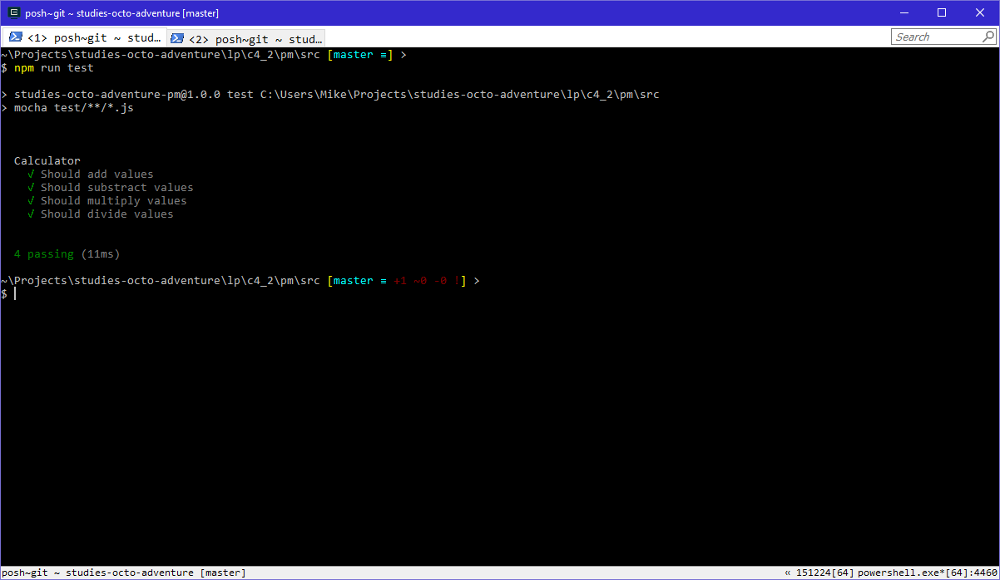 posh~git ~ studies-octo-adventure [master]
<1> posh~git ~ stud… <2> posh~git ~ stud… Search
~\Projects\studies-octo-adventure\lp\c4_2\pm\src [master ≡] >
$ npm run test
> studies-octo-adventure-pm@1.0.0 test C:\Users\Mike\Projects\studies-octo-adventure\lp\c4_2\pm\src
> mocha test/**/*.js
Calculator
√ Should add values
√ Should substract values
√ Should multiply values
√ Should divide values
4 passing (11ms)
~\Projects\studies-octo-adventure\lp\c4_2\pm\src [master ≡ +1 ~0 -0 !] >
$
posh~git ~ studies-octo-adventure [master] « 151224[64] powershell.exe*[64]:4460